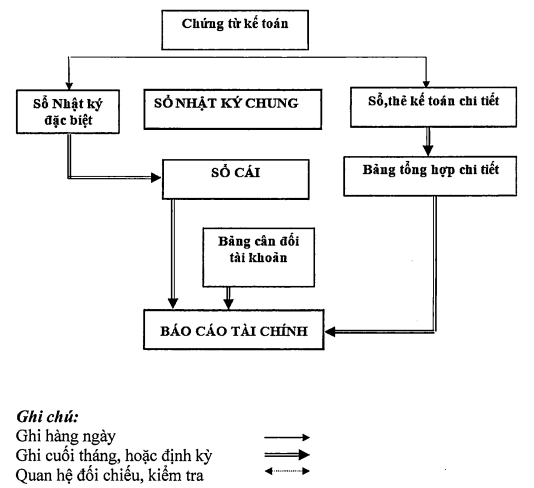 Chứng từ kế toán
Sổ Nhật ký
đặc biệt
SỔ NHẬT KÝ CHUNG
Sổ,thẻ kế toán chi tiết
SỔ CÁI
Bảng tổng hợp chi tiết
Bảng cân đối
tài khoản
BÁO CÁO TÀI CHÍNH
Ghi chú:
Ghi hàng ngày
Ghi cuối tháng, hoặc định kỳ
Quan hệ đối chiếu, kiểm tra